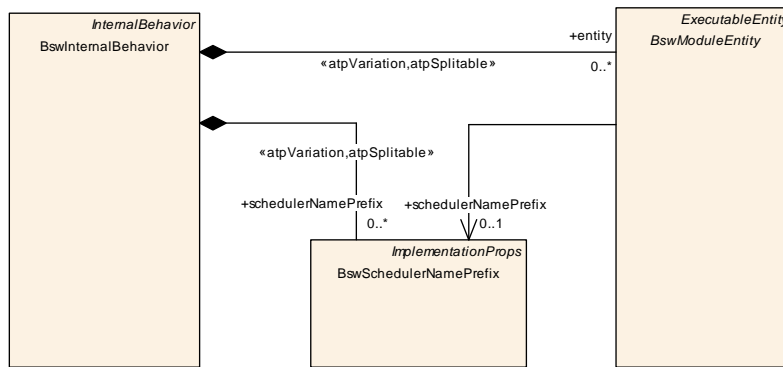 InternalBehavior
BswInternalBehavior
ExecutableEntity
BswModuleEntity
+entity
«atpVariation,atpSplitable»
0..*
«atpVariation,atpSplitable»
+schedulerNamePrefix
0..*
+schedulerNamePrefix
0..1
ImplementationProps
BswSchedulerNamePrefix